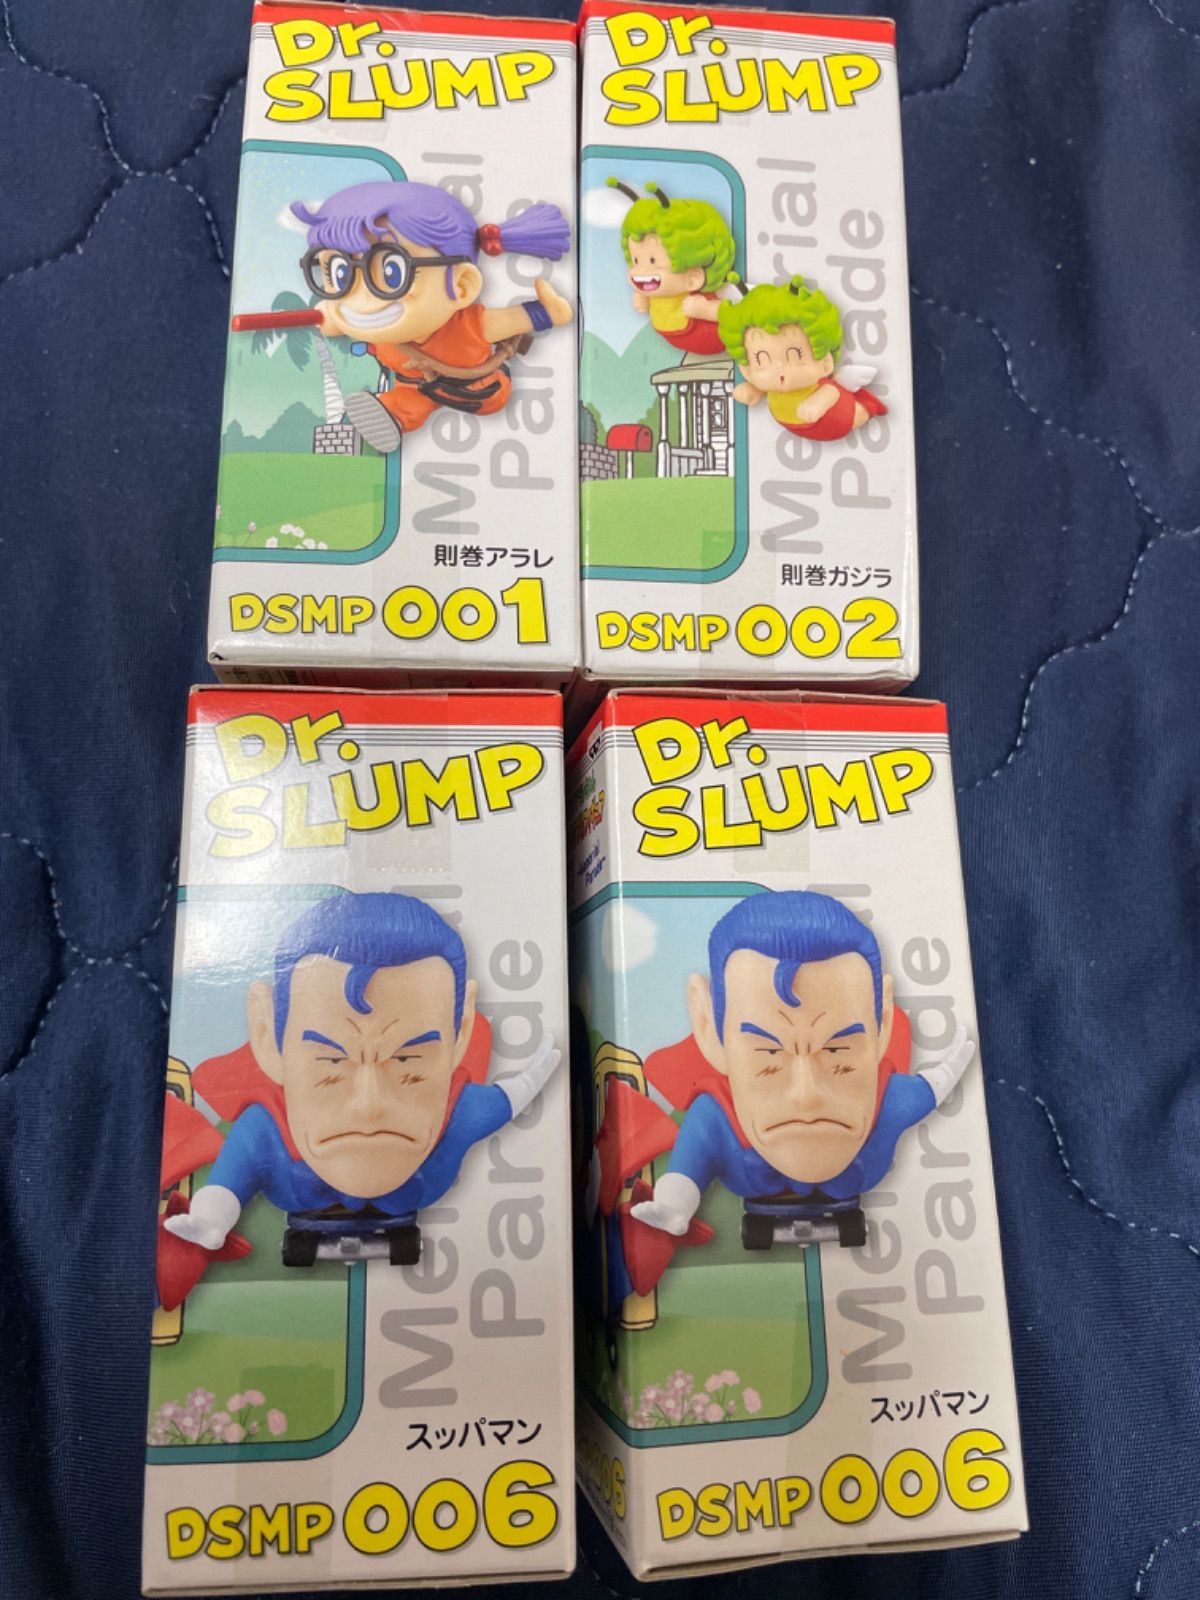 Dr.
SLUMP
Memorial
Parade
則巻アラレ
DSMP 001
Dr.
SLUMP
Memorial
Parade
則巻ガジラ
DSMP 002
Dr.
SLUMP
Memorial
Parade
スッパマン
DSMP 006
Dr.
SLUMP
Memorial
Parade
スッパマン
DSMP 006